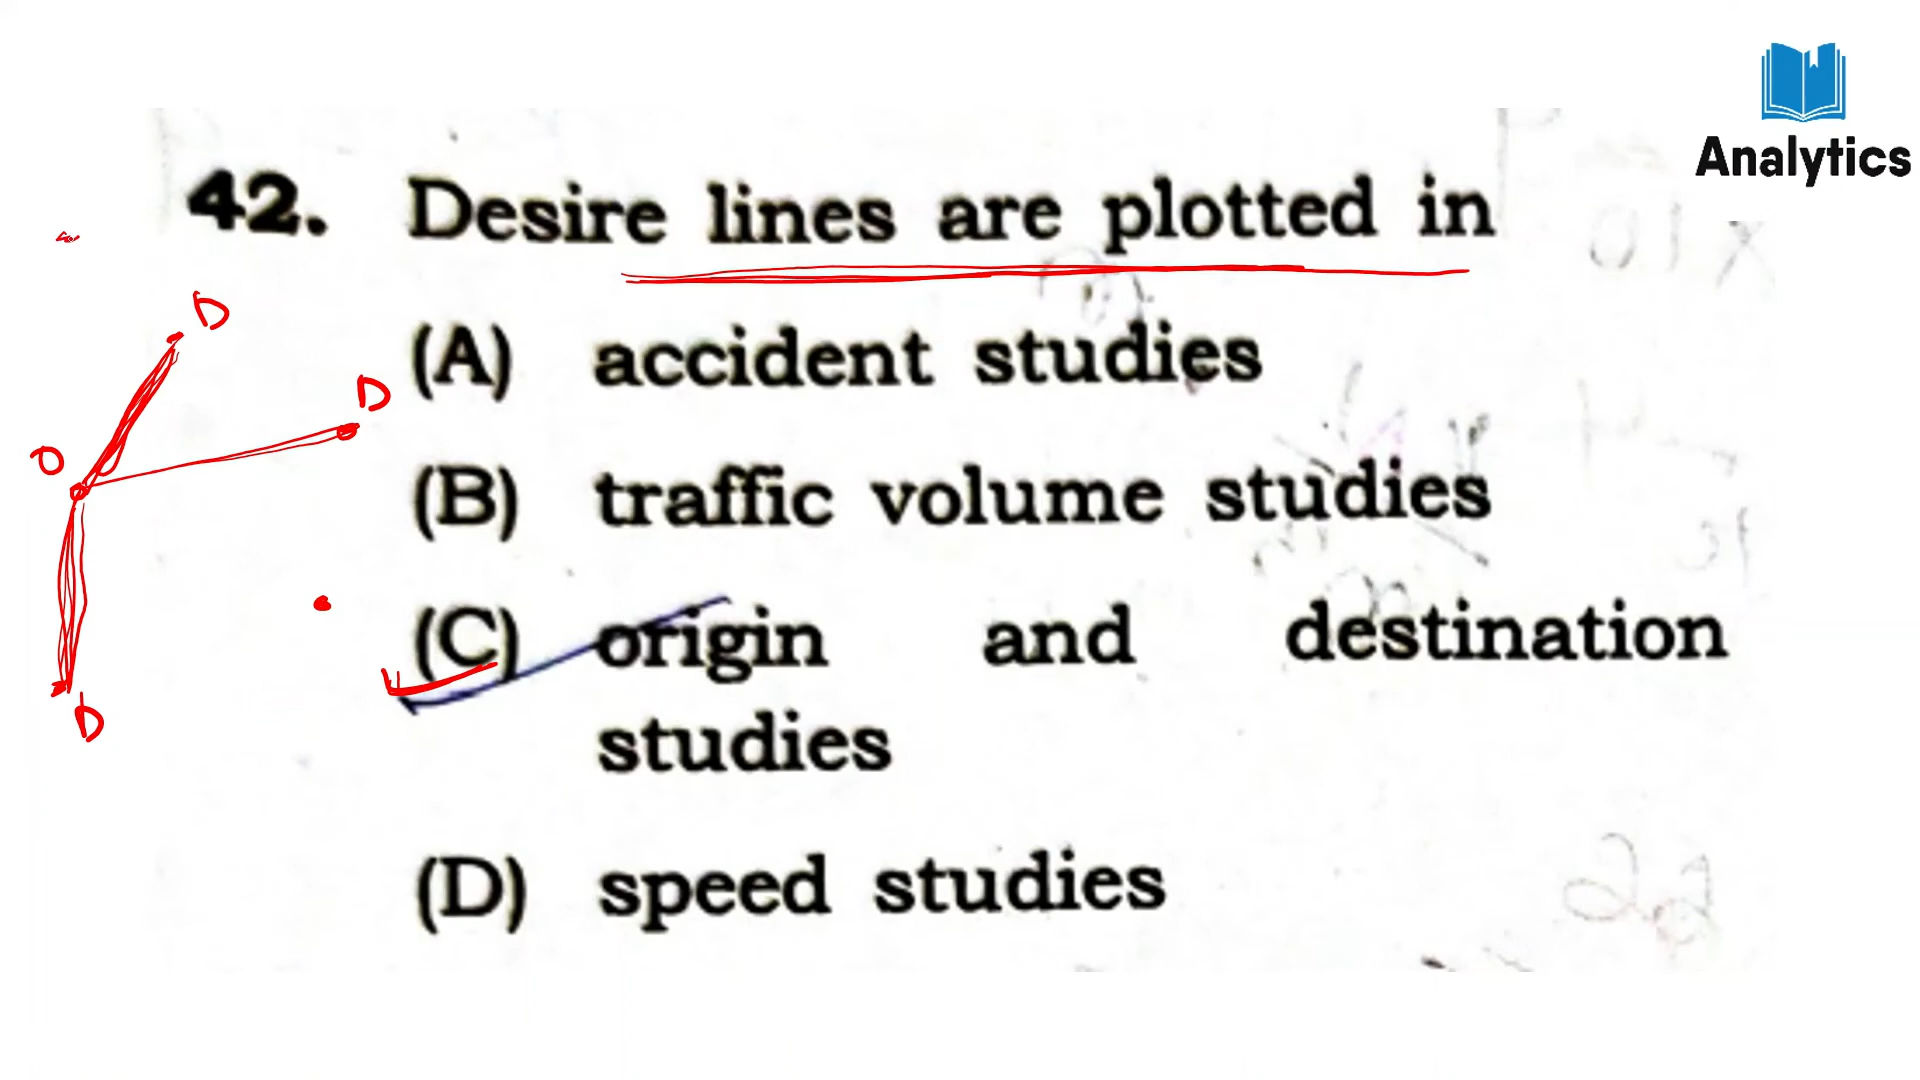 Analytics
42. Desire lines are plotted in
(A) accident studies
(B) traffic volume studies
(C) origin and destination
studies
(D) speed studies
D
D
O
D